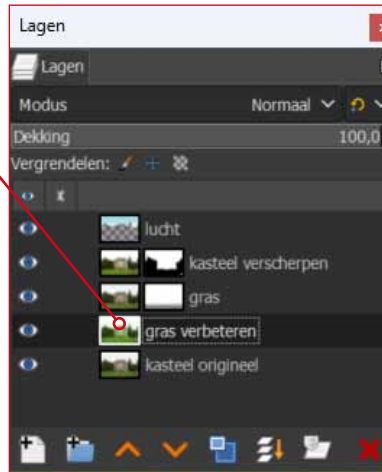 Lagen
Lagen
Modus Normaal
Dekking 100,0
Vergrendelen:
lucht
kasteel verscherpen
gras
gras verbeteren
kasteel origineel